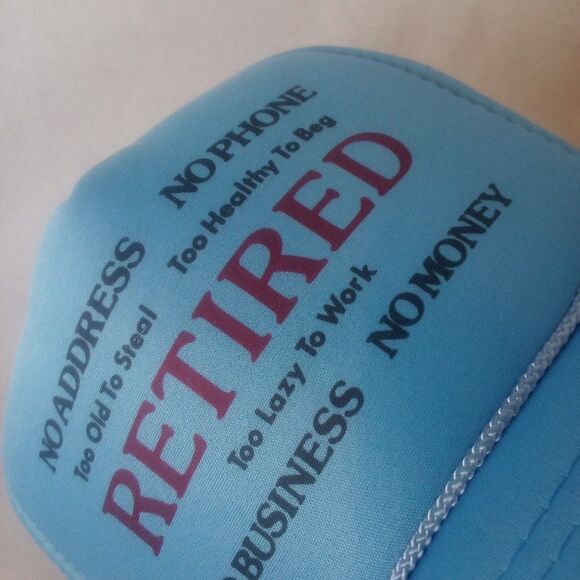 NO ADDRESS NO PHONE
Too Old To Steal Too Healthy To Beg
RETIRED
Too Lazy To Work
BUSINESS NO MONEY